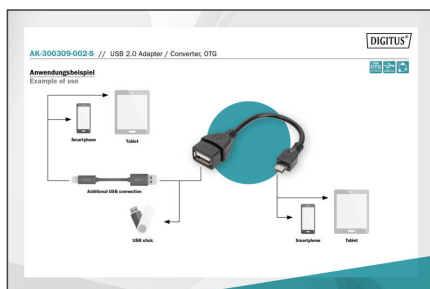 DIGITUS®
AK-300309-002-S // USB 2.0 Adapter / Converter, OTG
Anwendungsbeispiel
Example of use
Smartphone
Tablet
Additional USB connection
USB stick
Smartphone
Tablet